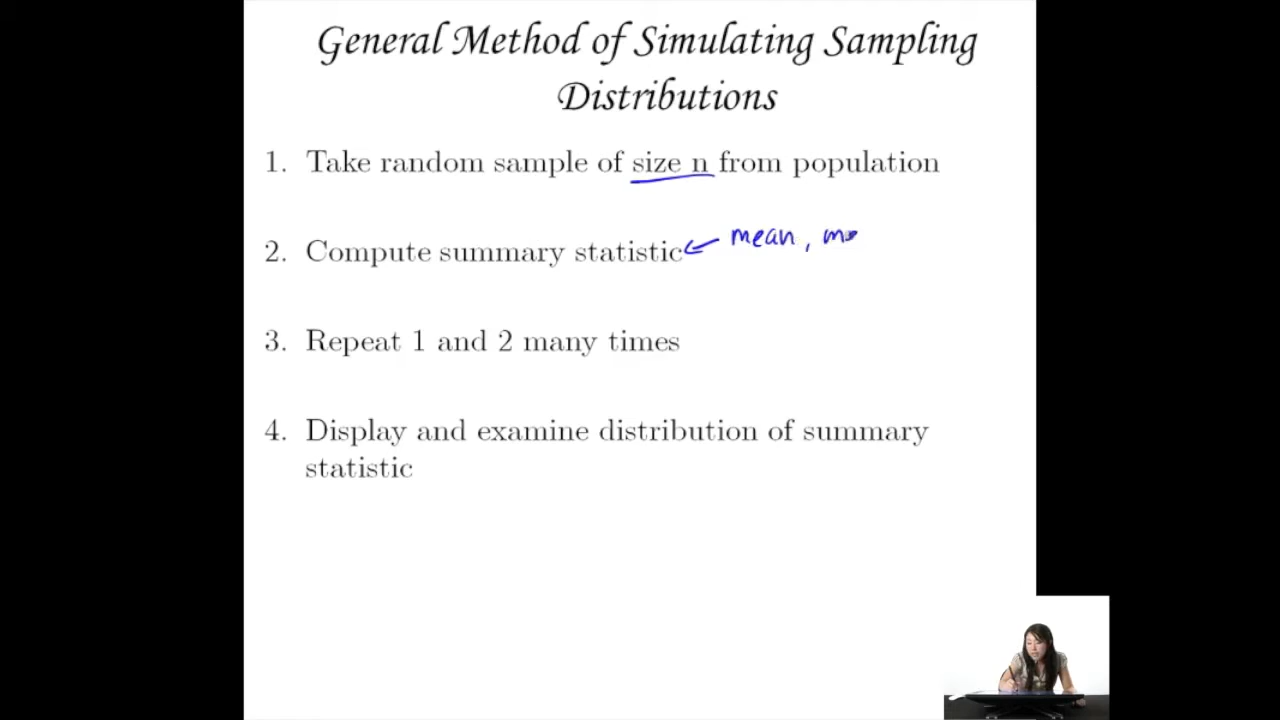 General Method of Simulating Sampling
Distributions
1. Take random sample of size n from population
2. Compute summary statistic mean,
3. Repeat 1 and 2 many times
4. Display and examine distribution of summary
statistic